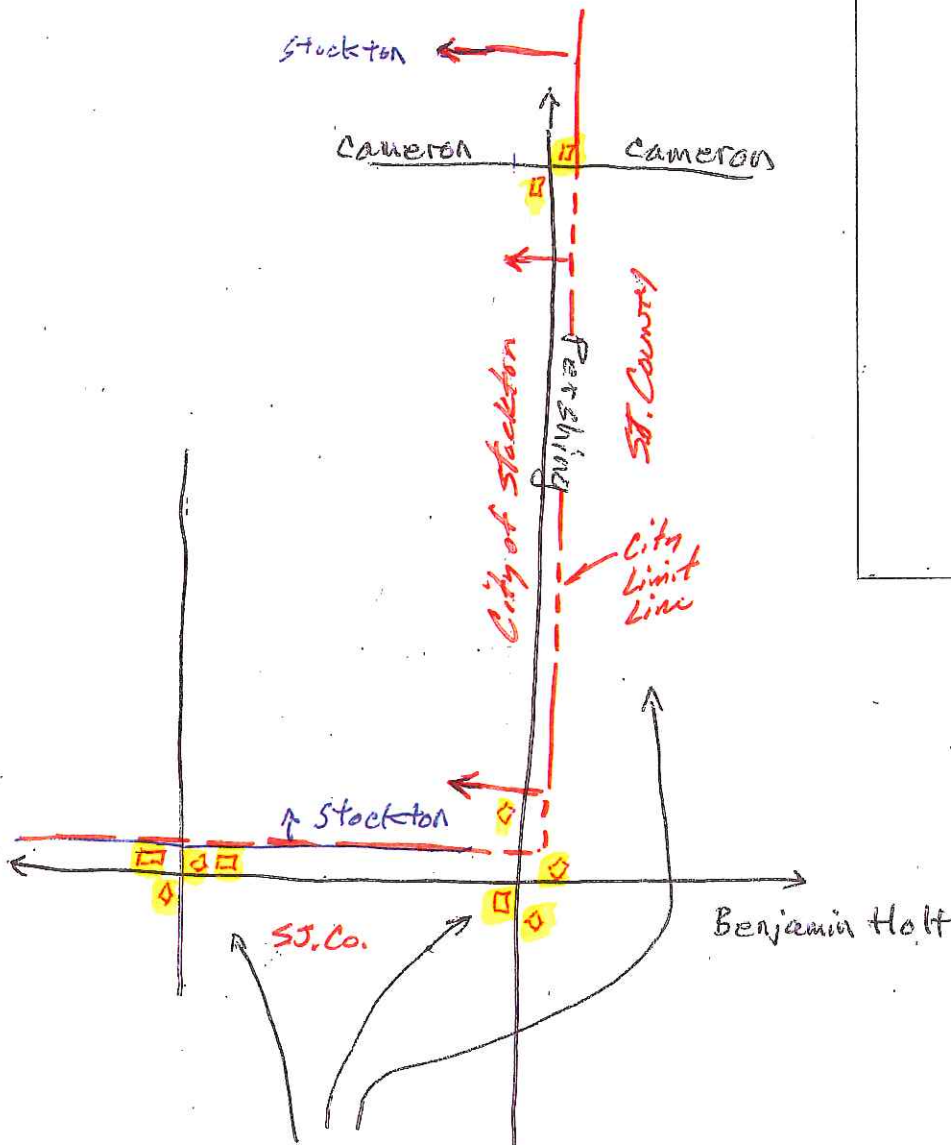 Stockton
Cameron
Cameron
City of Stockton
Pershing
SJ. County
City
Limit
Line
Stockton
SJ. Co.
Benjamin Holt